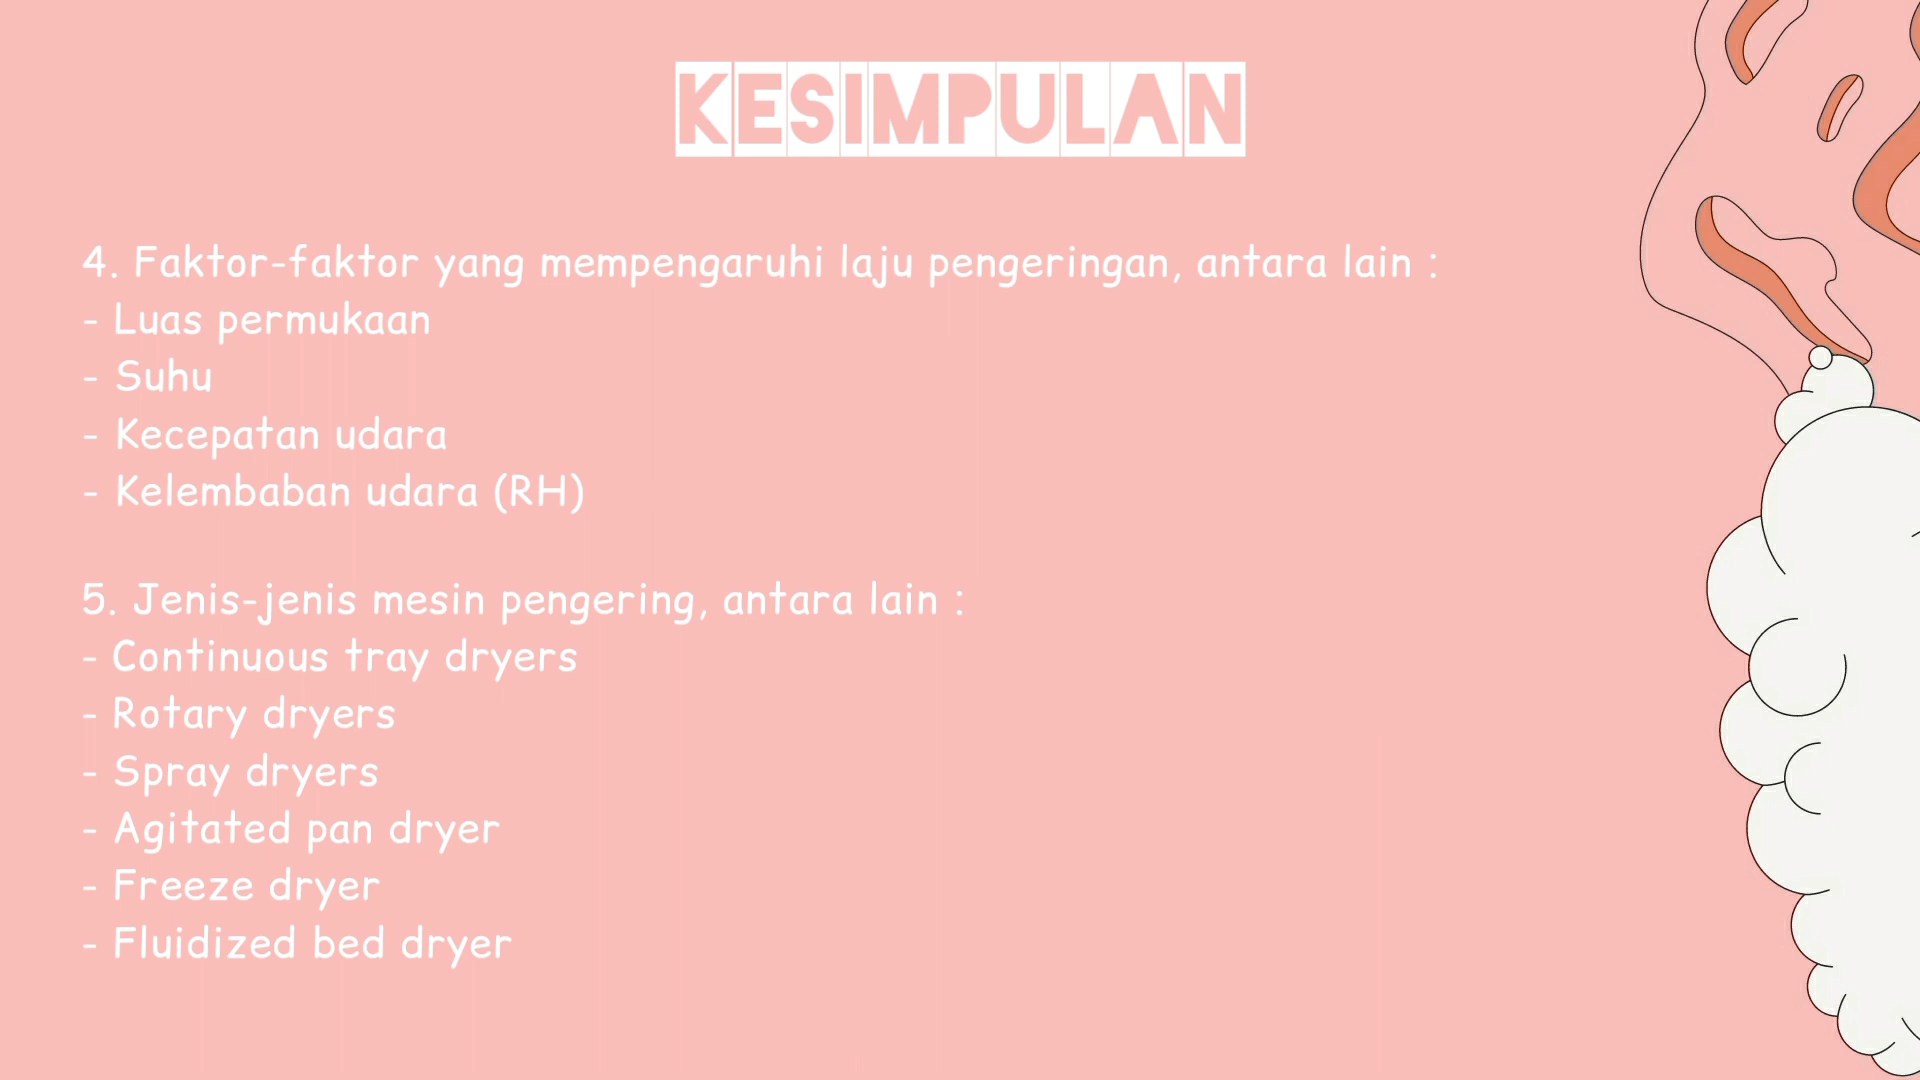 KESIMPULAN
4. Faktor-faktor yang mempengaruhi laju pengeringan, antara lain :
- Luas permukaan
- Suhu
- Kecepatan udara
- Kelembaban udara (RH)
5. Jenis-jenis mesin pengering, antara lain :
- Continuous tray dryers
- Rotary dryers
- Spray dryers
- Agitated pan dryer
- Freeze dryer
- Fluidized bed dryer